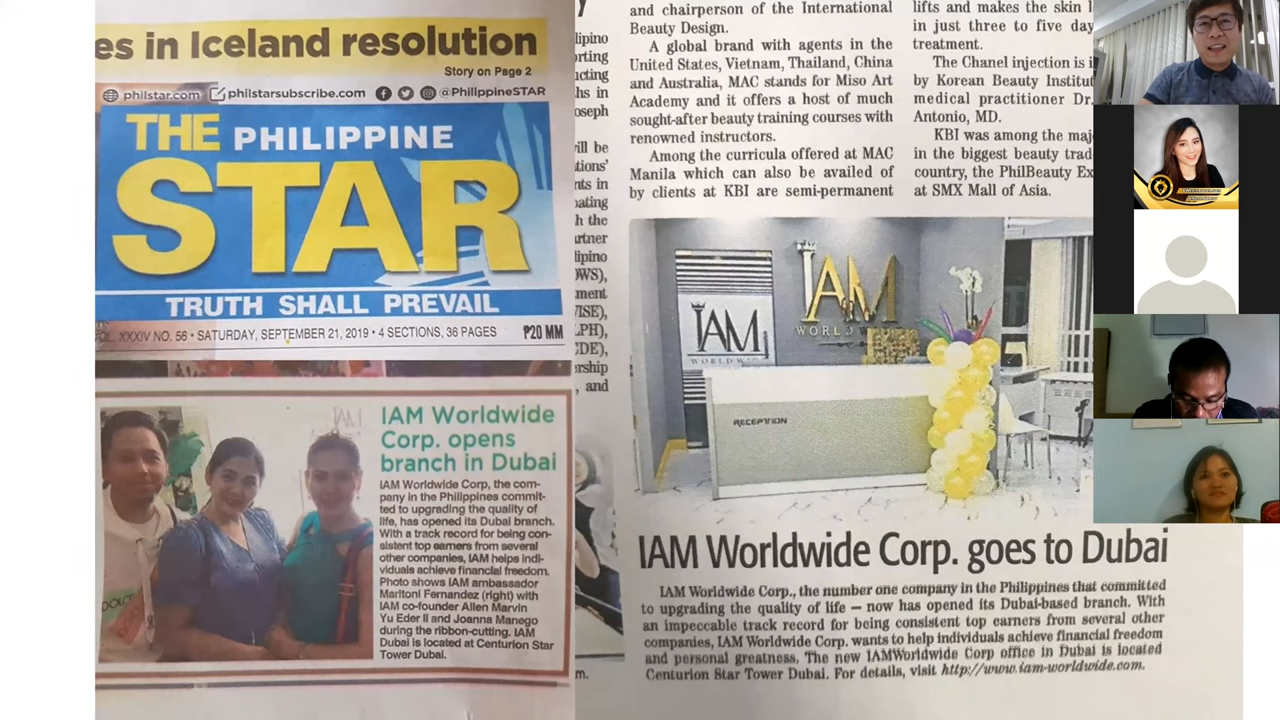 es in Iceland resolution
Story on Page 2
philstar.com philstarsubscribe.com @PhilippineSTAR
THE PHILIPPINE
STAR
TRUTH SHALL PREVAIL
XXXIV NO. 56 • SATURDAY, SEPTEMBER 21, 2019 • 4 SECTIONS, 36 PAGES ₱20 MM
IAM Worldwide
Corp. opens
branch in Dubai
IAM Worldwide Corp, the com-
pany in the Philippines commit-
ted to upgrading the quality of
life, has opened its Dubai branch.
With a track record for being con-
sistent top earners from several
other companies, IAM helps indi-
viduals achieve financial freedom.
Photo shows IAM ambassador
Maritoni Fernandez (right) with
IAM co-founder Allen Marvin
Yu Eder II and Joanna Manego
during the ribbon-cutting. IAM
Dubai is located at Centurion Star
Tower Dubai.
and chairperson of the International
Beauty Design.
A global brand with agents in the
United States, Vietnam, Thailand, China
and Australia, MAC stands for Miso Art
Academy and it offers a host of much
sought-after beauty training courses with
renowned instructors.
Among the curricula offered at MAC
Manila which can also be availed of
by clients at KBI are semi-permanent
lifts and makes the skin
in just three to five day
treatment.
The Chanel injection is
by Korean Beauty Institut
medical practitioner Dr.
Antonio, MD.
KBI was among the maj
in the biggest beauty trad
country, the PhilBeauty Ex
at SMX Mall of Asia.
IAM
WORLDWIDE
IAM
WORLDWIDE
RECEPTION
IAM Worldwide Corp. goes to Dubai
IAM Worldwide Corp., the number one company in the Philippines that committed
to upgrading the quality of life — now has opened its Dubai-based branch. With
an impeccable track record for being consistent top earners from several other
companies, IAM Worldwide Corp. wants to help individuals achieve financial freedom
and personal greatness. The new IAMWorldwide Corp office in Dubai is located
Centurion Star Tower Dubai. For details, visit http://www.iam-worldwide.com.